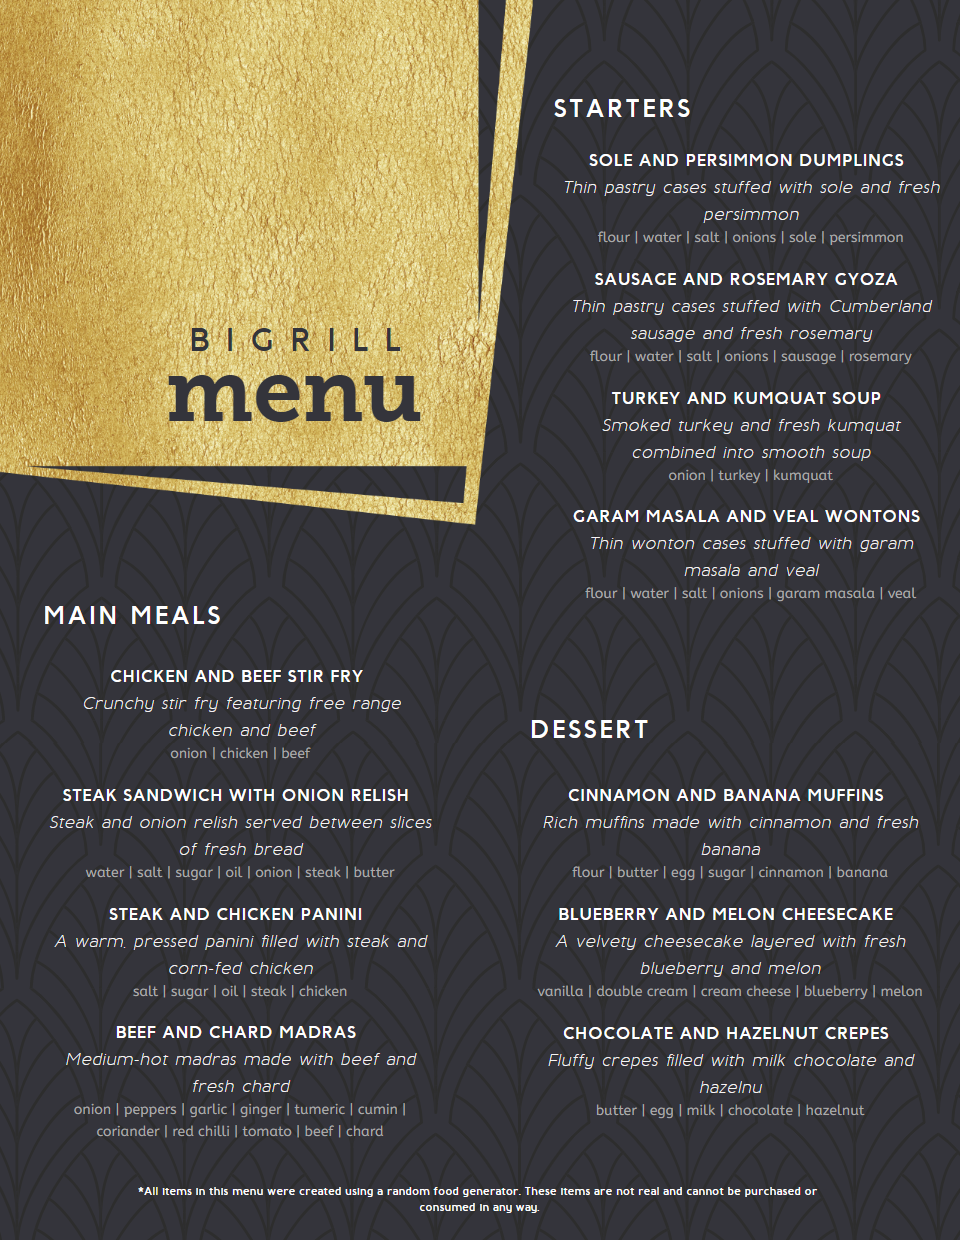 BIGRILL
menu
STARTERS
SOLE AND PERSIMMON DUMPLINGS
Thin pastry cases stuffed with sole and fresh
persimmon
flour | water | salt | onions | sole | persimmon
SAUSAGE AND ROSEMARY GYOZA
Thin pastry cases stuffed with Cumberland
sausage and fresh rosemary
flour | water | salt | onions | sausage | rosemary
TURKEY AND KUMQUAT SOUP
Smoked turkey and fresh kumquat
combined into smooth soup
onion | turkey | kumquat
GARAM MASALA AND VEAL WONTONS
Thin wonton cases stuffed with garam
masala and veal
flour | water | salt | onions | garam masala | veal
MAIN MEALS
CHICKEN AND BEEF STIR FRY
Crunchy stir fry featuring free range
chicken and beef
onion | chicken | beef
STEAK SANDWICH WITH ONION RELISH
Steak and onion relish served between slices
of fresh bread
water | salt | sugar | oil | onion | steak | butter
STEAK AND CHICKEN PANINI
A warm, pressed panini filled with steak and
corn-fed chicken
salt | sugar | oil | steak | chicken
BEEF AND CHARD MADRAS
Medium-hot madras made with beef and
fresh chard
onion | peppers | garlic | ginger | tumeric | cumin |
coriander | red chilli | tomato | beef | chard
DESSERT
CINNAMON AND BANANA MUFFINS
Rich muffins made with cinnamon and fresh
banana
flour | butter | egg | sugar | cinnamon | banana
BLUEBERRY AND MELON CHEESECAKE
A velvety cheesecake layered with fresh
blueberry and melon
vanilla | double cream | cream cheese | blueberry | melon
CHOCOLATE AND HAZELNUT CREPES
Fluffy crepes filled with milk chocolate and
hazelnu
butter | egg | milk | chocolate | hazelnut
*All items in this menu were created using a random food generator. These items are not real and cannot be purchased or
consumed in any way.